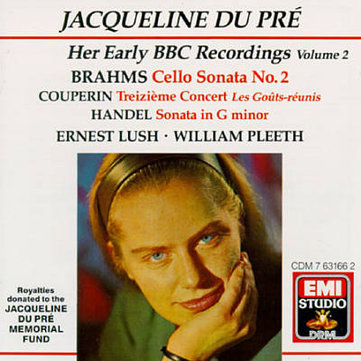 JACQUELINE DU PRÉ
Her Early BBC Recordings Volume 2
BRAHMS Cello Sonata No. 2
COUPERIN Treizième Concert Les Goûts-réunis
HANDEL Sonata in G minor
ERNEST LUSH · WILLIAM PLEETH
CDM 7 63166 2
EMI
STUDIO
DRM
Royalties
donated to the
JACQUELINE
DU PRÉ
MEMORIAL
FUND